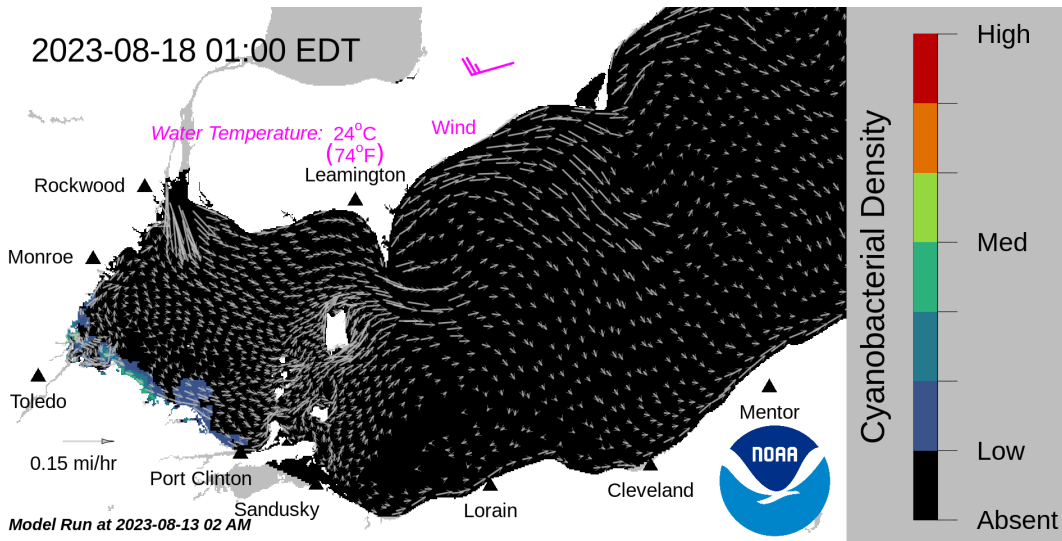 2023-08-18 01:00 EDT
Water Temperature: 24°C
(74°F)
Wind
Leamington
Rockwood
Monroe
Toledo
0.15 mi/hr
Port Clinton
Sandusky
Lorain
Cleveland
Mentor
NOAA
Model Run at 2023-08-13 02 AM
Cyanobacterial Density
High
Med
Low
Absent